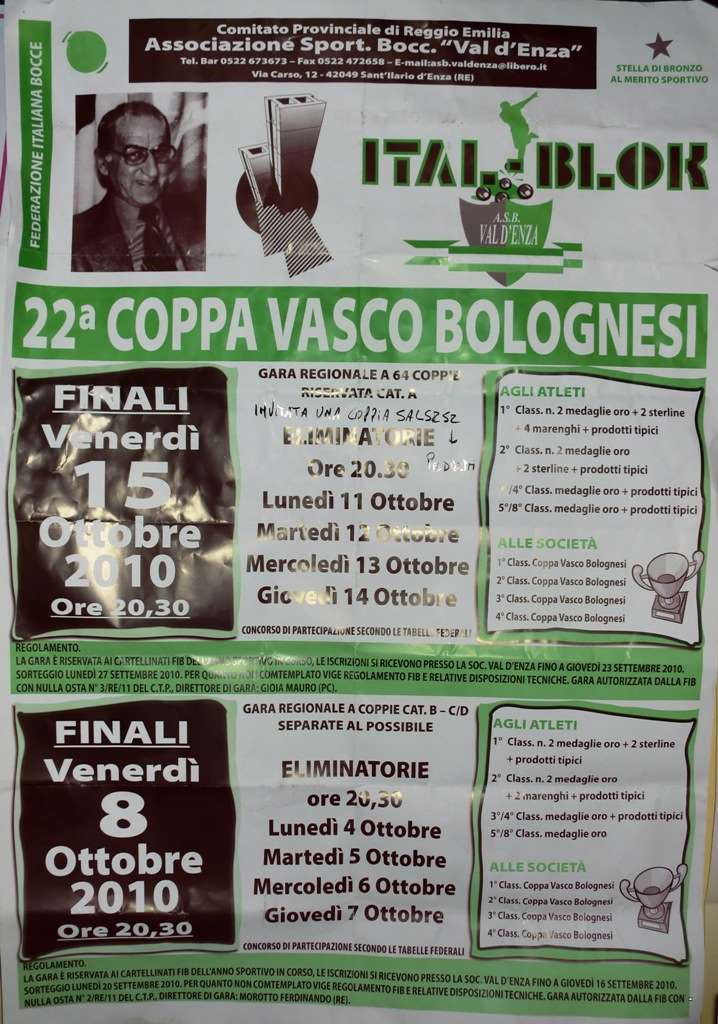 FEDERAZIONE ITALIANA BOCCE
Comitato Provinciale di Reggio Emilia
Associazione Sport. Bocc. “Val d’Enza”
Tel. Bar 0522 673673 – Fax 0522 472658 – E-mail:asb.valdenza@libero.it
Via Carso, 12 - 42049 Sant’Ilario d’Enza (RE)
STELLA DI BRONZO
AL MERITO SPORTIVO
ITAL-BLOK
A.S.B.
VAL D'ENZA
22ª COPPA VASCO BOLOGNESI
FINALI
Venerdì
15
Ottobre
2010
Ore 20,30
GARA REGIONALE A 64 COPPIE
RISERVATA CAT. A
INVITATA UNA COPPIA
ELIMINATORIE
Ore 20.30
Lunedì 11 Ottobre
Martedì 12 Ottobre
Mercoledì 13 Ottobre
Giovedì 14 Ottobre
CONCORSO DI PARTECIPAZIONE SECONDO LE TABELLE FEDERALI
AGLI ATLETI
1° Class. n. 2 medaglie oro + 2 sterline
+ 4 marenghi + prodotti tipici
2° Class. n. 2 medaglie oro
+ 2 sterline + prodotti tipici
/4° Class. medaglie oro + prodotti tipici
5°/8° Class. medaglie oro + prodotti tipici
ALLE SOCIETÀ
1° Class. Coppa Vasco Bolognesi
2° Class. Coppa Vasco Bolognesi
3° Class. Coppa Vasco Bolognesi
4° Class. Coppa Vasco Bolognesi
REGOLAMENTO.
LA GARA È RISERVATA AI CARTELLINATI FIB DELL'ANNO SPORTIVO IN CORSO, LE ISCRIZIONI SI RICEVONO PRESSO LA SOC. VAL D'ENZA FINO A GIOVEDÌ 23 SETTEMBRE 2010.
SORTEGGIO LUNEDÌ 27 SETTEMBRE 2010. PER QUANTO NON COMTEMPLATO VIGE REGOLAMENTO FIB E RELATIVE DISPOSIZIONI TECNICHE. GARA AUTORIZZATA DALLA FIB
CON NULLA OSTA N° 3/RE/11 DEL C.T.P., DIRETTORE DI GARA: GIOIA MAURO (PC).
FINALI
Venerdì
8
Ottobre
2010
Ore 20,30
GARA REGIONALE A COPPIE CAT. B – C/D
SEPARATE AL POSSIBILE
ELIMINATORIE
ore 20,30
Lunedì 4 Ottobre
Martedì 5 Ottobre
Mercoledì 6 Ottobre
Giovedì 7 Ottobre
CONCORSO DI PARTECIPAZIONE SECONDO LE TABELLE FEDERALI
AGLI ATLETI
1° Class. n. 2 medaglie oro + 2 sterline
+ prodotti tipici
2° Class. n. 2 medaglie oro
+ 2 marenghi + prodotti tipici
3°/4° Class. medaglie oro + prodotti tipici
5°/8° Class. medaglie oro
ALLE SOCIETÀ
1° Class. Coppa Vasco Bolognesi
2° Class. Coppa Vasco Bolognesi
3° Class. Coppa Vasco Bolognesi
4° Class. Coppa Vasco Bolognesi
REGOLAMENTO.
LA GARA È RISERVATA AI CARTELLINATI FIB DELL'ANNO SPORTIVO IN CORSO, LE ISCRIZIONI SI RICEVONO PRESSO LA SOC. VAL D'ENZA FINO A GIOVEDÌ 16 SETTEMBRE 2010.
SORTEGGIO LUNEDÌ 20 SETTEMBRE 2010. PER QUANTO NON COMTEMPLATO VIGE REGOLAMENTO FIB E RELATIVE DISPOSIZIONI TECNICHE. GARA AUTORIZZATA DALLA FIB CON
NULLA OSTA N° 2/RE/11 DEL C.T.P., DIRETTORE DI GARA: MOROTTO FERDINANDO (RE).